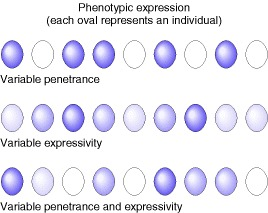 Phenotypic expression
(each oval represents an individual)
Variable penetrance
Variable expressivity
Variable penetrance and expressivity